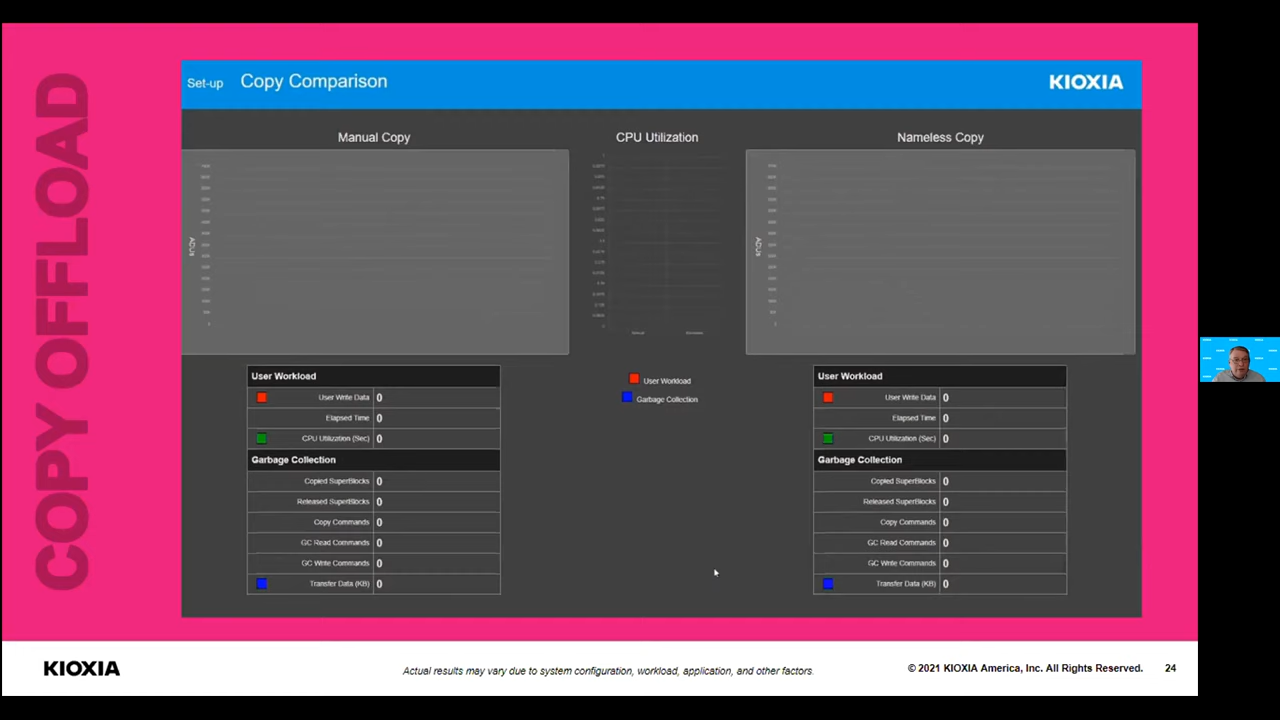 COPY OFFLOAD
Set-up Copy Comparison
KIOXIA
Manual Copy
CPU Utilization
Nameless Copy
ACUs
ACUs
User Workload
User Write Data 0
Elapsed Time 0
CPU Utilization (Sec) 0
Garbage Collection
Copied SuperBlocks 0
Released SuperBlocks 0
Copy Commands 0
GC Read Commands 0
GC Write Commands 0
Transfer Data (KB) 0
User Workload
Garbage Collection
User Workload
User Write Data 0
Elapsed Time 0
CPU Utilization (Sec) 0
Garbage Collection
Copied SuperBlocks 0
Released SuperBlocks 0
Copy Commands 0
GC Read Commands 0
GC Write Commands 0
Transfer Data (KB) 0
KIOXIA
Actual results may vary due to system configuration, workload, application, and other factors.
© 2021 KIOXIA America, Inc. All Rights Reserved.
24